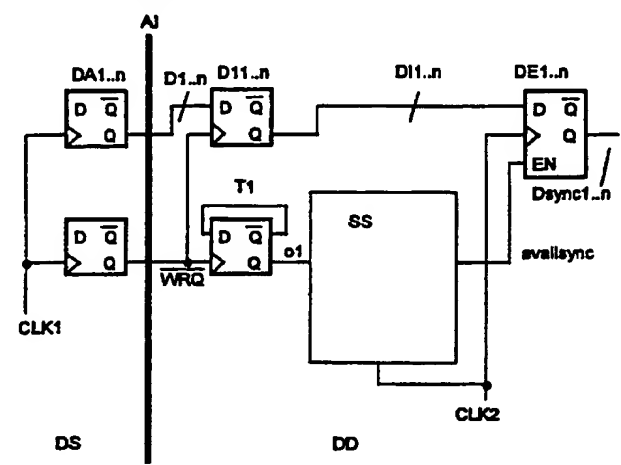 AI
DA1..n D1..n D11..n DI1..n DE1..n
D Q D Q D Q
Q Q Q
EN
T1 Dsync1..n
SS
D Q D Q
Q Q o1 availsync
WRQ
CLK1
CLK2
DS DD